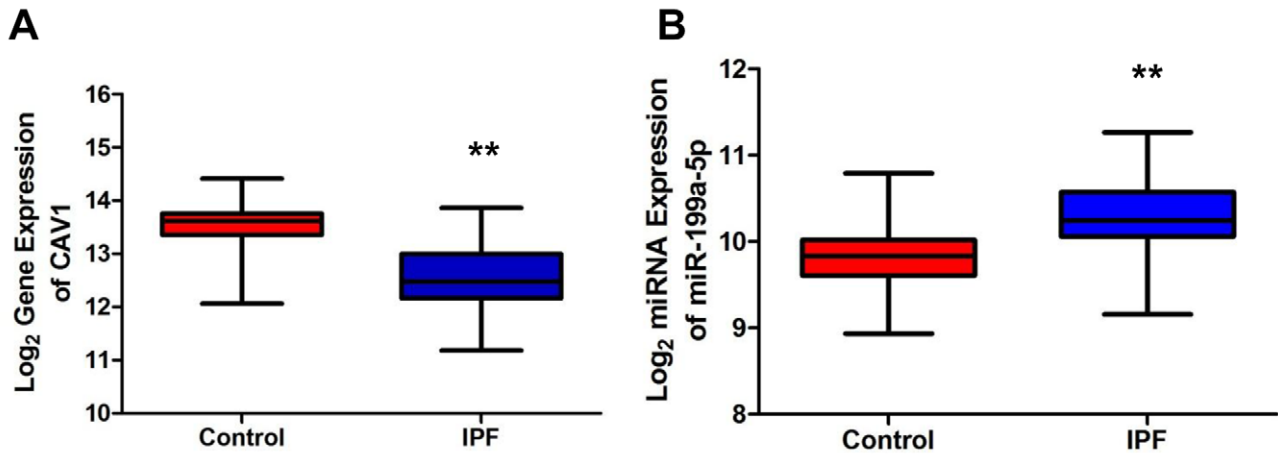 A
Log₂ Gene Expression
of CAV1
16
15
14
13
12
11
10
**
Control
IPF
B
Log₂ miRNA Expression
of miR-199a-5p
12
11
10
9
8
**
Control
IPF